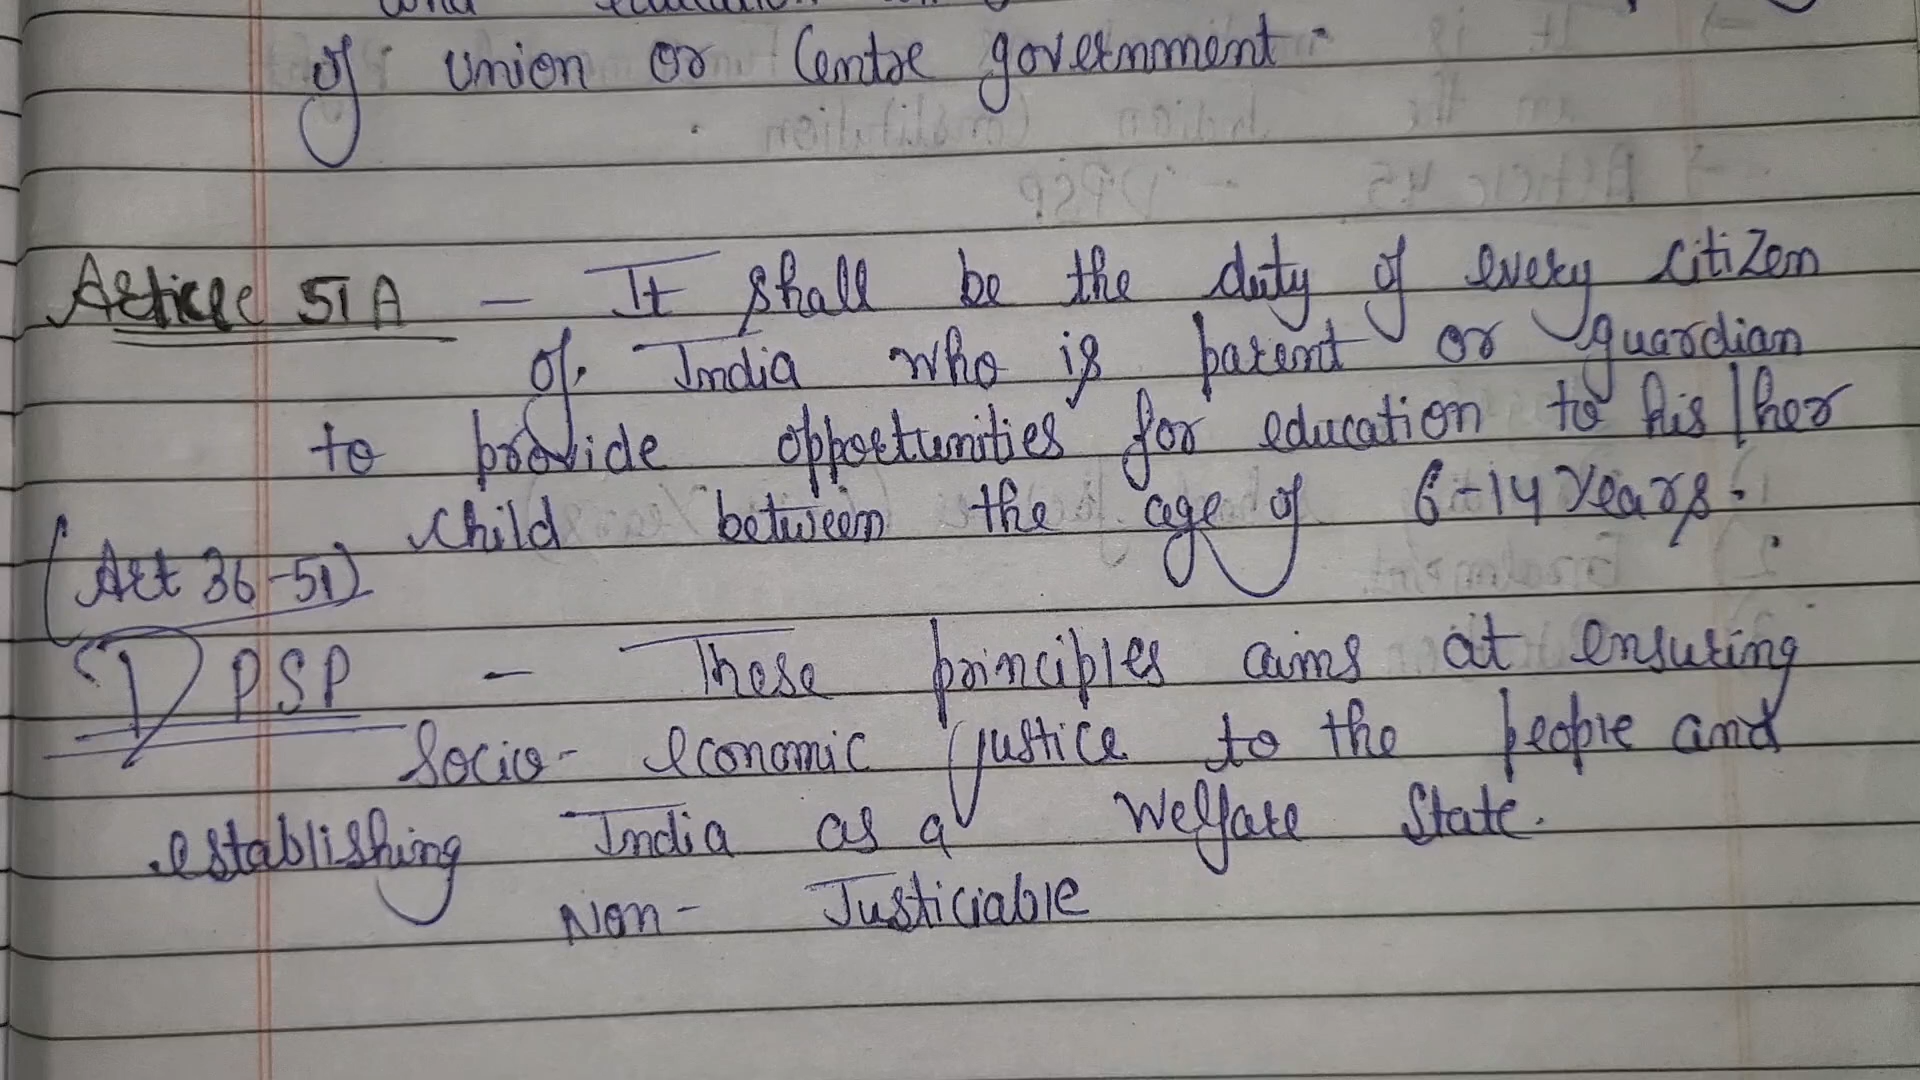 of union or Centre government.
Article 51A - It shall be the duty of every citizen
of India who is parent or guardian
to provide opportunities for education to his/her
child between the age of 6-14 Years.
(Art 36-51)
DPSP - These principles aims at ensuring
Socio- economic justice to the people and
establishing India as a Welfare State.
Non- Justiciable